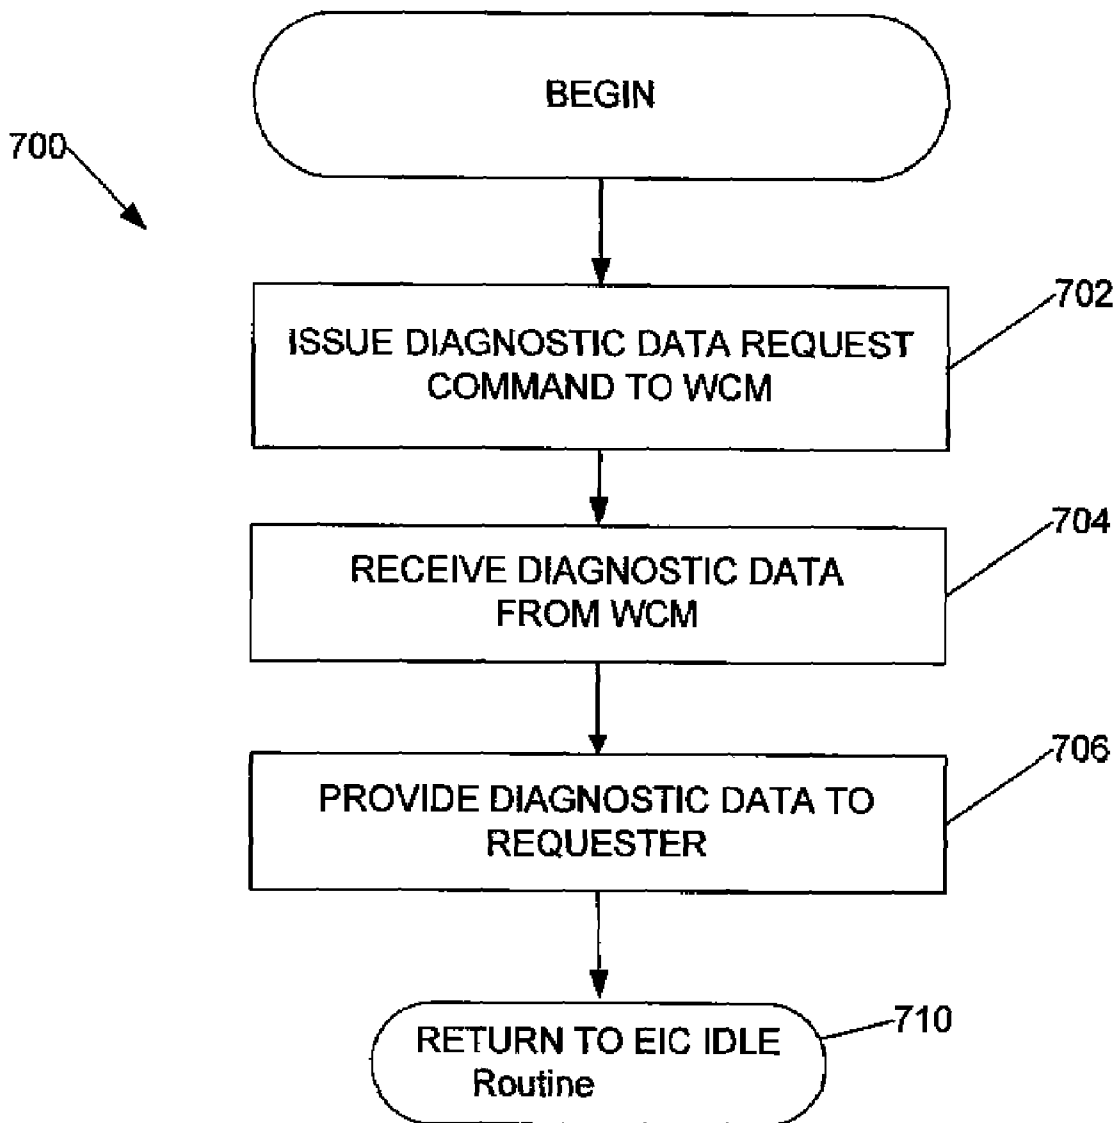 BEGIN
700
702
ISSUE DIAGNOSTIC DATA REQUEST
COMMAND TO WCM
704
RECEIVE DIAGNOSTIC DATA
FROM WCM
706
PROVIDE DIAGNOSTIC DATA TO
REQUESTER
710
RETURN TO EIC IDLE
Routine